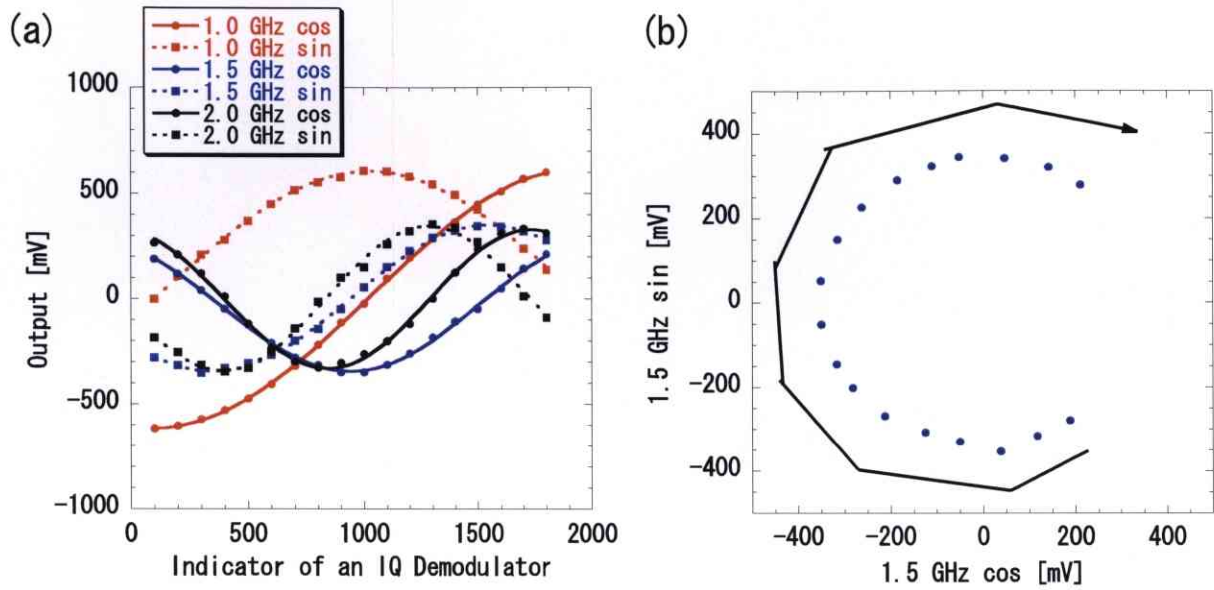 (a)
1.0 GHz cos
1.0 GHz sin
1.5 GHz cos
1.5 GHz sin
2.0 GHz cos
2.0 GHz sin
1000
500
0
-500
-1000
Output [mV]
0 500 1000 1500 2000
Indicator of an IQ Demodulator
(b)
400
200
0
-200
-400
1.5 GHz sin [mV]
-400 -200 0 200 400
1.5 GHz cos [mV]